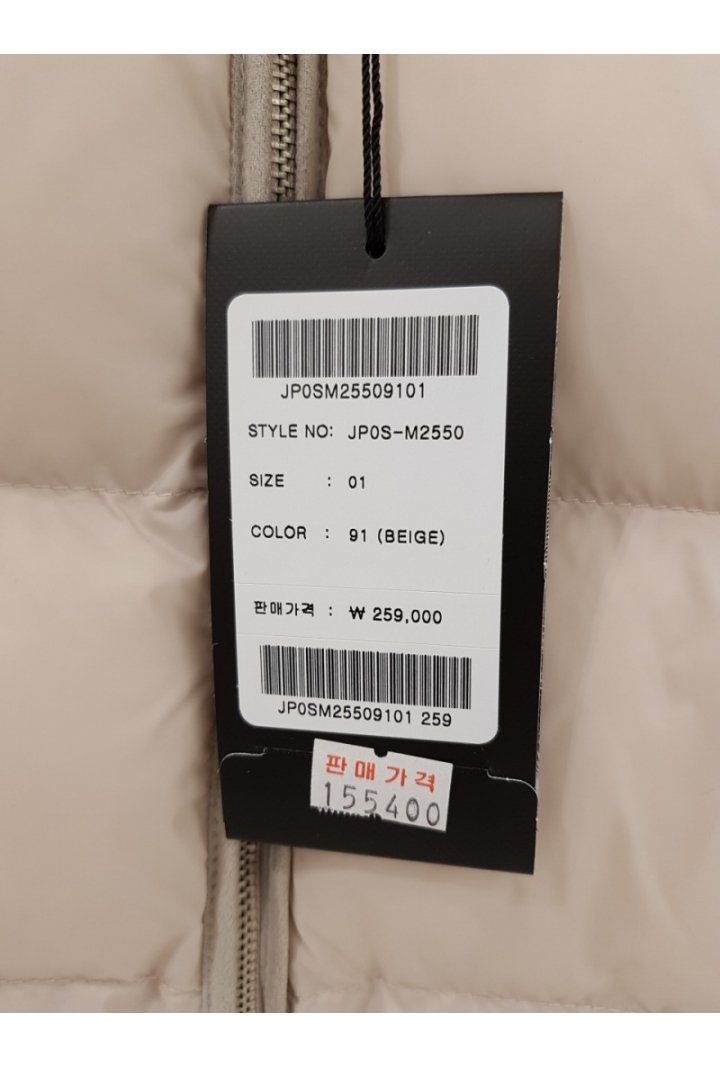 JP0SM25509101
STYLE NO: JP0S-M2550
SIZE : 01
COLOR : 91 (BEIGE)
판매가격 : ₩ 259,000
JP0SM25509101 259
판매가격
155400